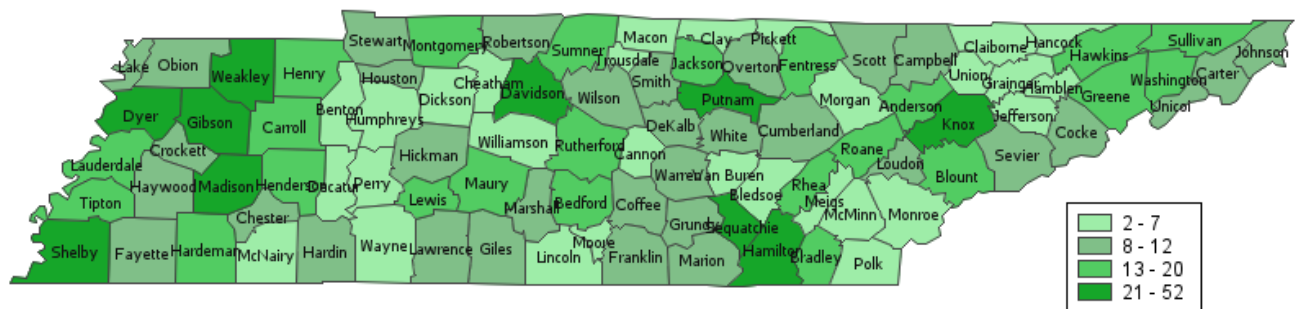 Stewart
Montgomery
Robertson
Sumner
Macon
Clay
Pickett
Claiborne
Hancock
Hawkins
Sullivan
Johnson
Lake
Obion
Weakley
Henry
Houston
Cheatham
Trousdale
Smith
Jackson
Overton
Fentress
Scott
Campbell
Union
Grainger
Hamblen
Greene
Washington
Carter
Unicol
Dyer
Gibson
Carroll
Benton
Humphreys
Dickson
Davidson
Wilson
Putnam
Morgan
Anderson
Knox
Jefferson
Cocke
Crockett
Lauderdale
Haywood
Madison
Henderson
Decatur
Perry
Hickman
Williamson
Rutherford
Cannon
DeKalb
White
Cumberland
Roane
Loudon
Sevier
Blount
Tipton
Chester
Lewis
Maury
Marshall
Bedford
Coffee
Warren
Van Buren
Bledsoe
Rhea
Meigs
McMinn
Monroe
Shelby
Fayette
Hardeman
McNairy
Hardin
Wayne
Lawrence
Giles
Lincoln
Moore
Franklin
Grundy
Marion
Sequatchie
Hamilton
Bradley
Polk
2 - 7
8 - 12
13 - 20
21 - 52